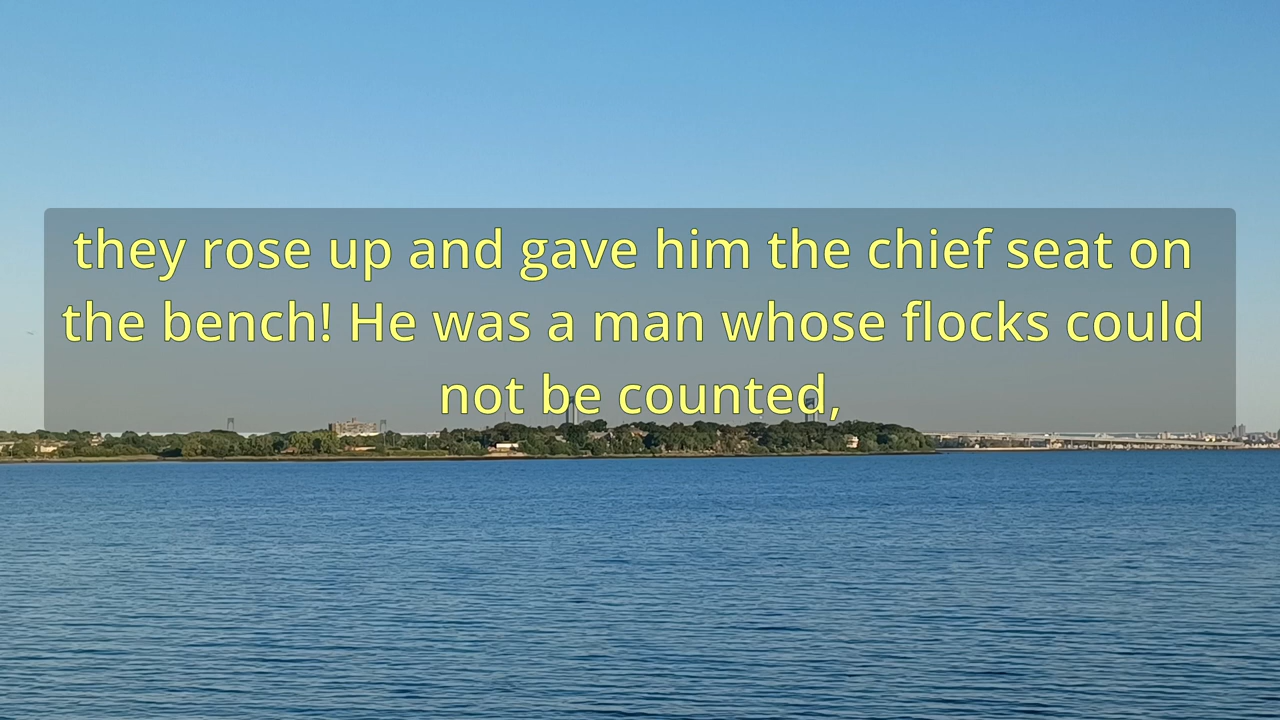 they rose up and gave him the chief seat on
the bench! He was a man whose flocks could
not be counted,